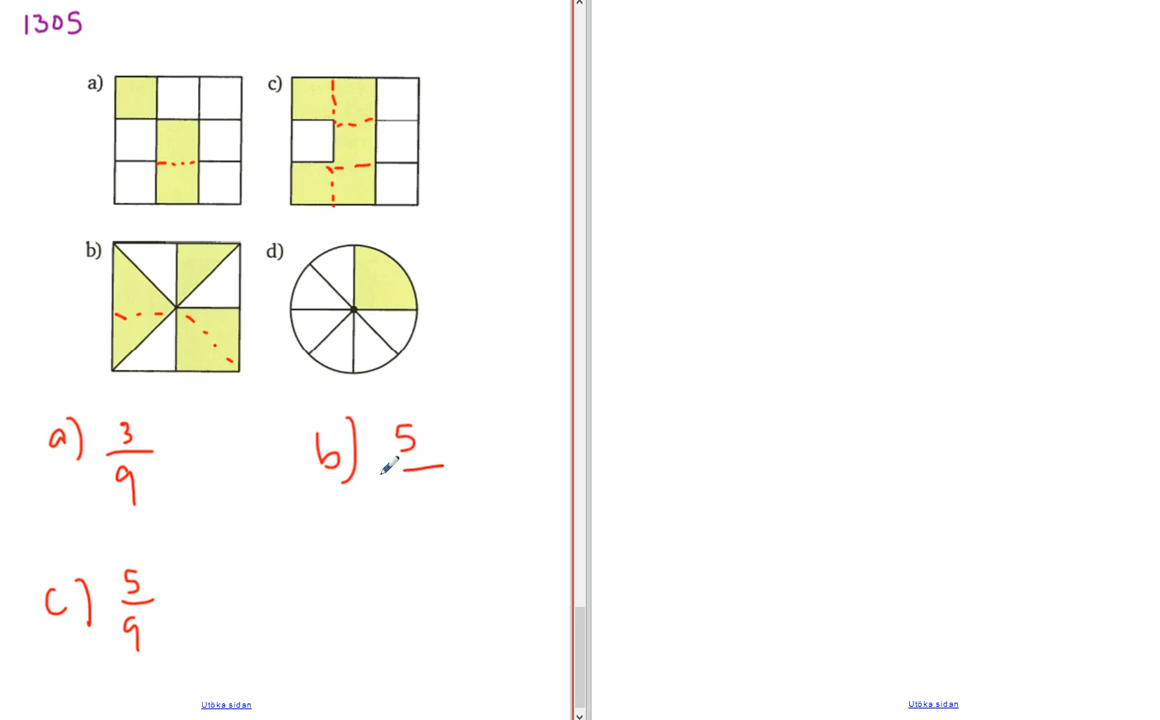 1305
a)
c)
b)
d)
a) 3/9
b) 5
c) 5/9
Utöka sidan
Utöka sidan